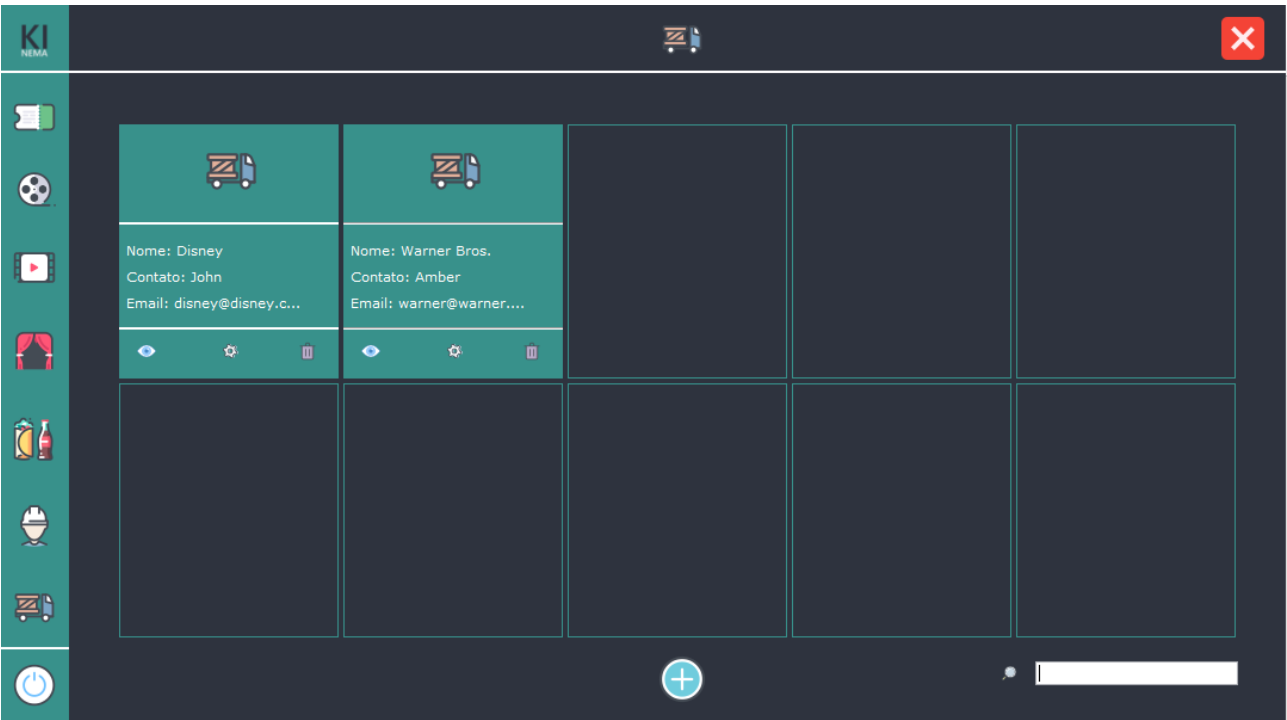 KI
NEMA
Nome: Disney
Contato: John
Email: disney@disney.c...
Nome: Warner Bros.
Contato: Amber
Email: warner@warner....